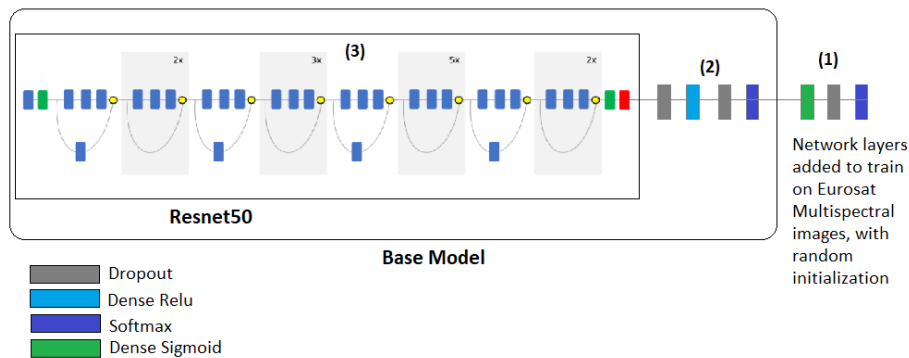 2x
3x
(3)
5x
2x
(2)
(1)
Network layers
added to train
on Eurosat
Multispectral
images, with
random
initialization
Resnet50
Base Model
Dropout
Dense Relu
Softmax
Dense Sigmoid